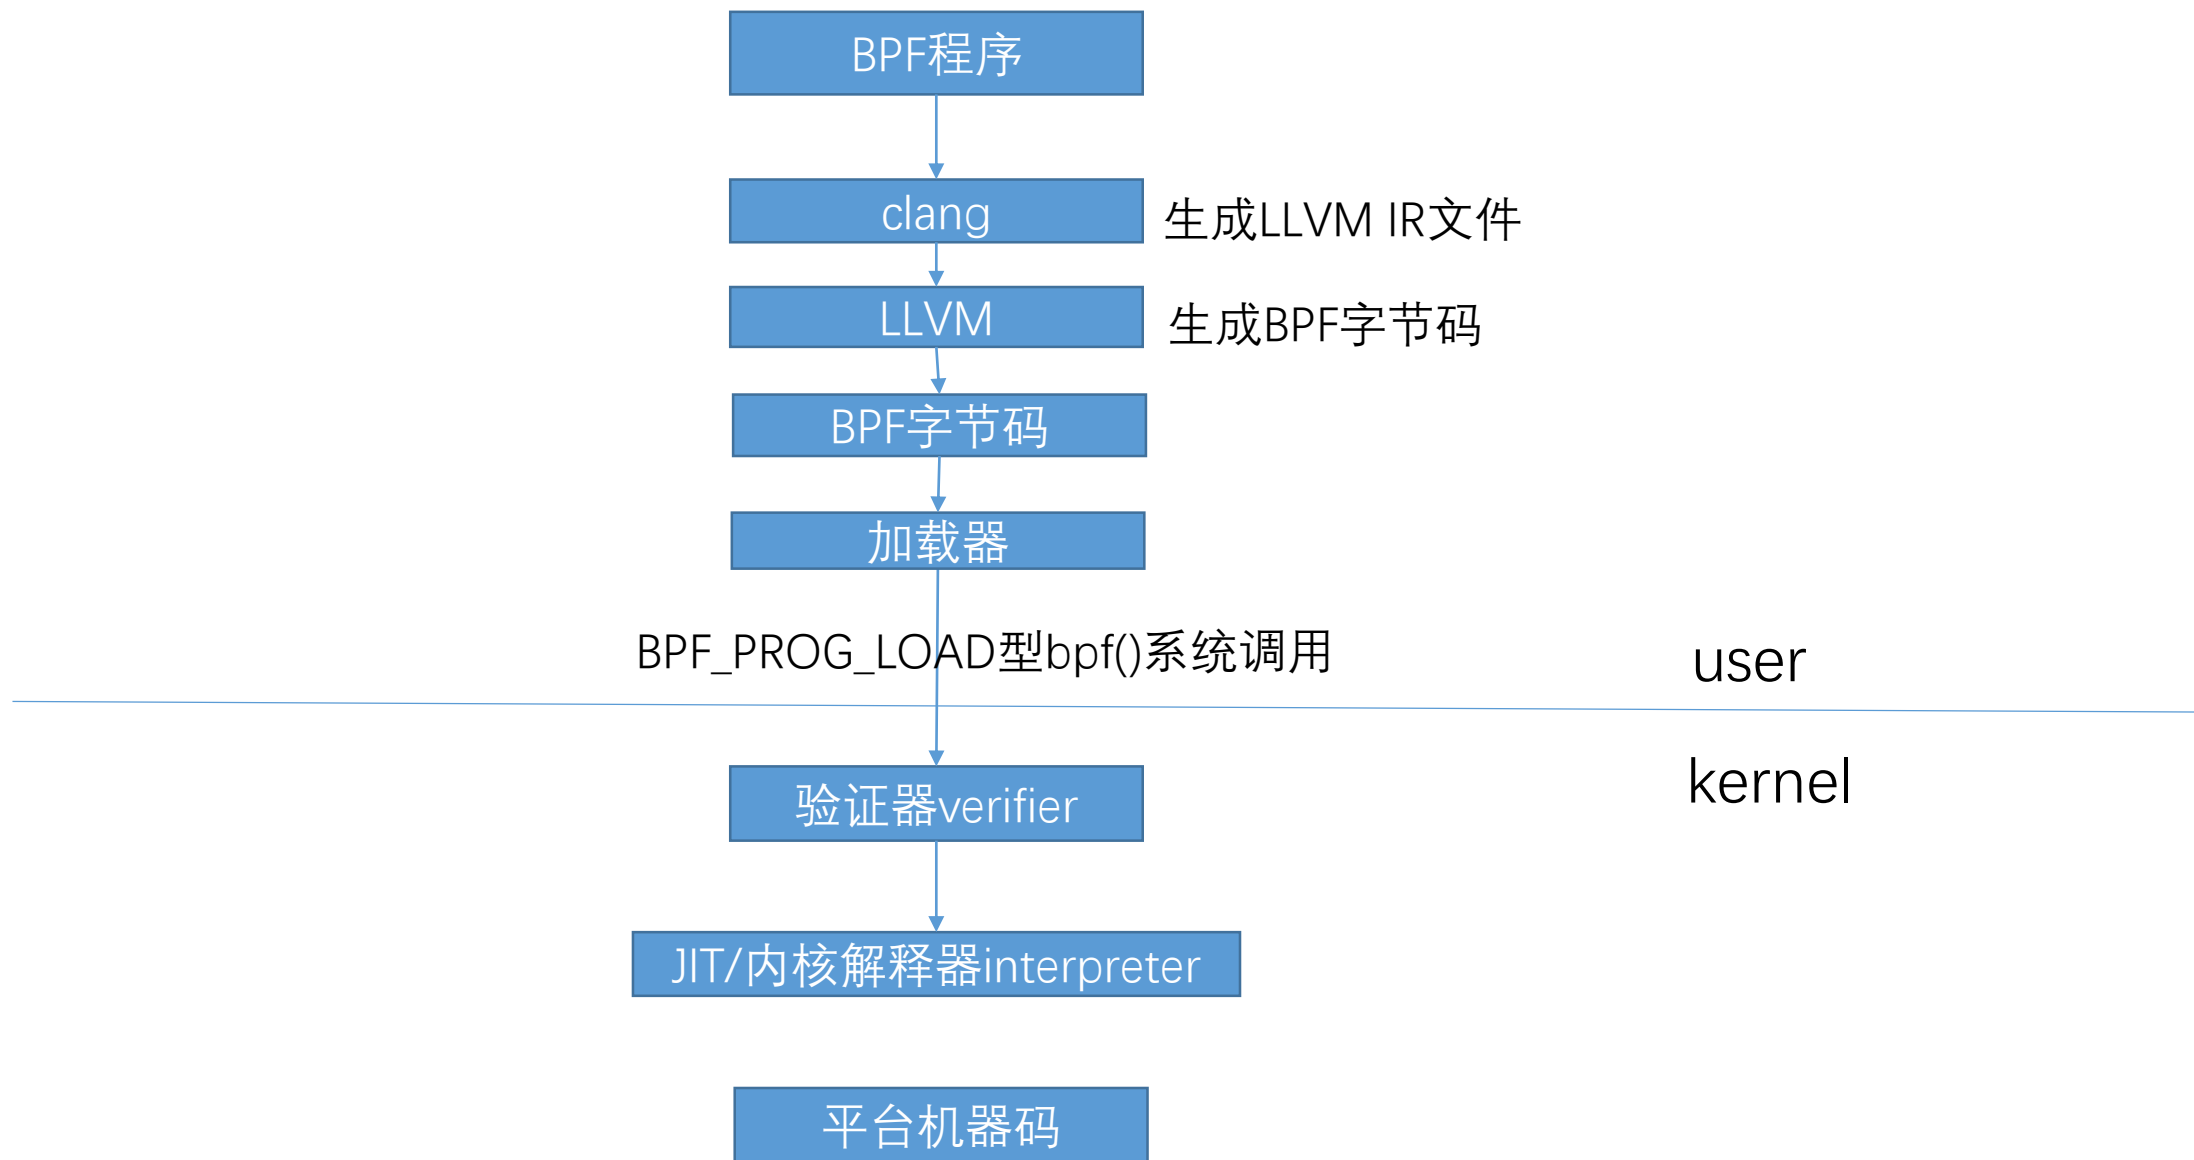 BPF程序
clang
生成LLVM IR文件
LLVM
生成BPF字节码
BPF字节码
加载器
BPF_PROG_LOAD型bpf()系统调用
user
kernel
验证器verifier
JIT/内核解释器interpreter
平台机器码